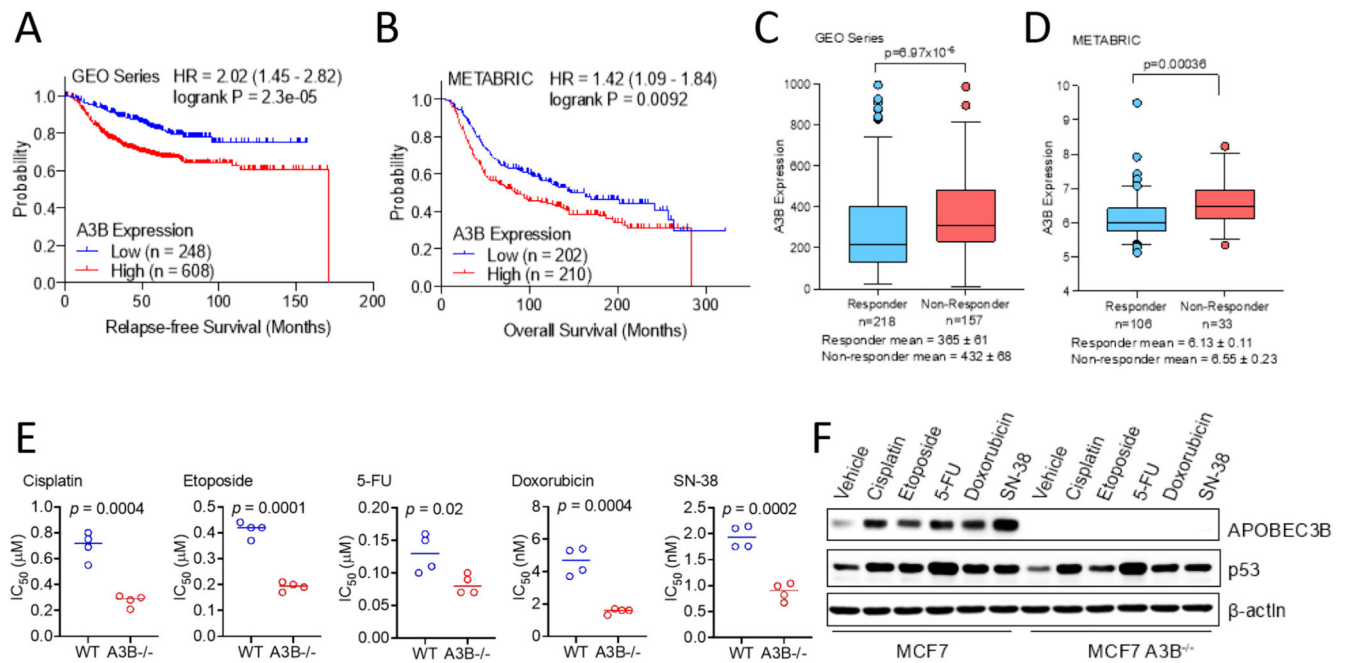 A
GEO Series
HR = 2.02 (1.45 - 2.82)
logrank P = 2.3e-05
1.0
0.8
0.6
0.4
0.2
0.0
Probability
A3B Expression
Low (n = 248)
High (n = 608)
0 50 100 150 200
Relapse-free Survival (Months)
B
METABRIC
HR = 1.42 (1.09 - 1.84)
logrank P = 0.0092
1.0
0.8
0.6
0.4
0.2
0.0
Probability
A3B Expression
Low (n = 202)
High (n = 210)
0 100 200 300
Overall Survival (Months)
C
GEO Series
p=6.97x10⁻⁶
1000
800
600
400
200
0
A3B Expression
Responder Non-Responder
n=218 n=157
Responder mean = 365 ± 61
Non-responder mean = 432 ± 68
D
METABRIC
p=0.00036
10
9
8
7
6
5
4
A3B Expression
Responder Non-Responder
n=106 n=33
Responder mean = 6.13 ± 0.11
Non-responder mean = 6.55 ± 0.23
E
Cisplatin
p = 0.0004
1.0
0.8
0.6
0.4
0.2
0.0
IC₅₀ (μM)
WT A3B-/-
Etoposide
p = 0.0001
0.5
0.4
0.3
0.2
0.1
0.0
IC₅₀ (μM)
WT A3B-/-
5-FU
p = 0.02
0.20
0.15
0.10
0.05
0.00
IC₅₀ (μM)
WT A3B-/-
Doxorubicin
p = 0.0004
8
6
4
2
0
IC₅₀ (nM)
WT A3B-/-
SN-38
p = 0.0002
2.5
2.0
1.5
1.0
0.5
0.0
IC₅₀ (nM)
WT A3B-/-
F
Vehicle
Cisplatin
Etoposide
5-FU
Doxorubicin
SN-38
Vehicle
Cisplatin
Etoposide
5-FU
Doxorubicin
SN-38
APOBEC3B
p53
β-actin
MCF7
MCF7 A3B⁻/⁻